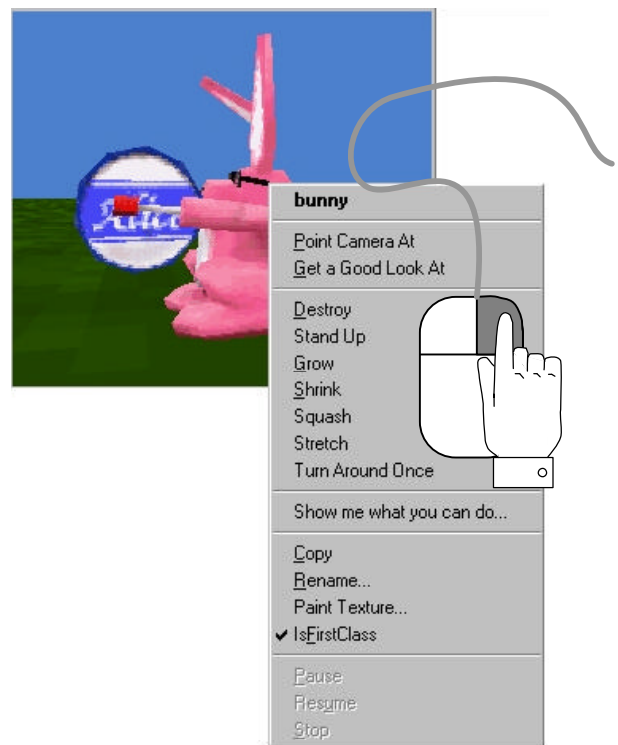 bunny
Point Camera At
Get a Good Look At
Destroy
Stand Up
Grow
Shrink
Squash
Stretch
Turn Around Once
Show me what you can do...
Copy
Rename...
Paint Texture...
IsFirstClass
Pause
Resume
Stop